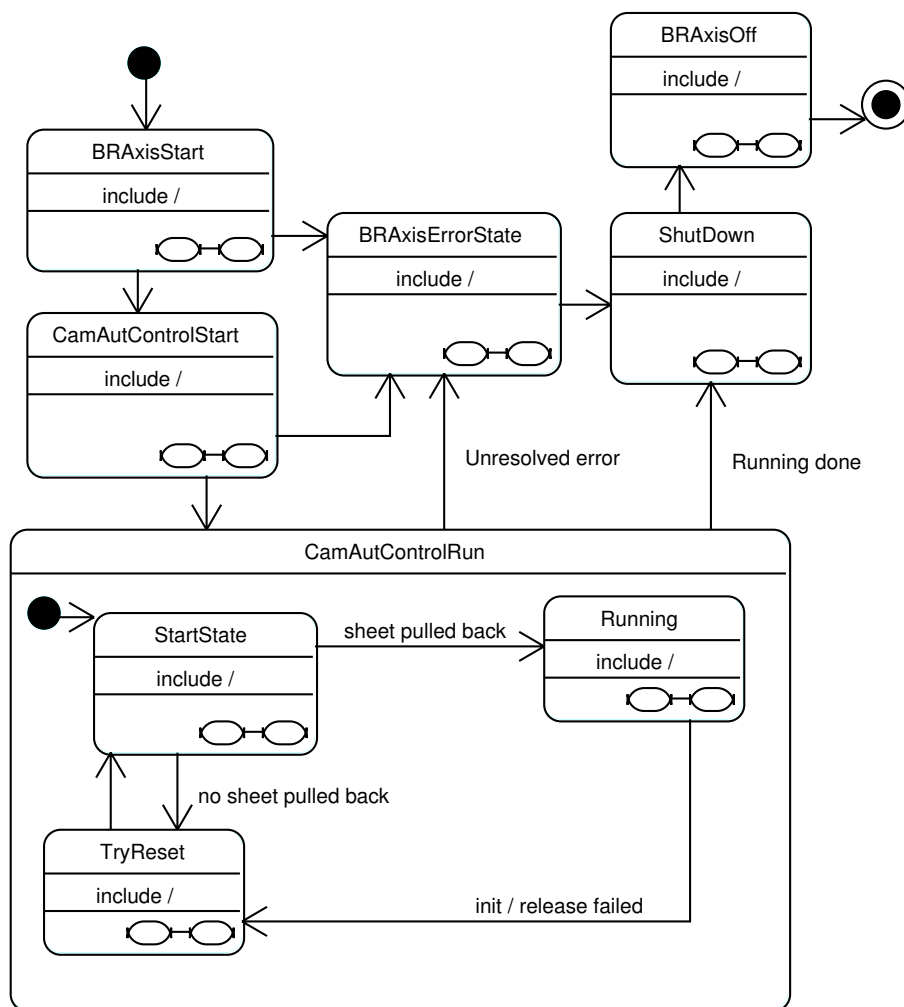 BRAxisOff
include /
BRAxisStart
include /
BRAxisErrorState
include /
ShutDown
include /
CamAutControlStart
include /
Unresolved error
Running done
CamAutControlRun
StartState
include /
sheet pulled back
Running
include /
no sheet pulled back
TryReset
include /
init / release failed